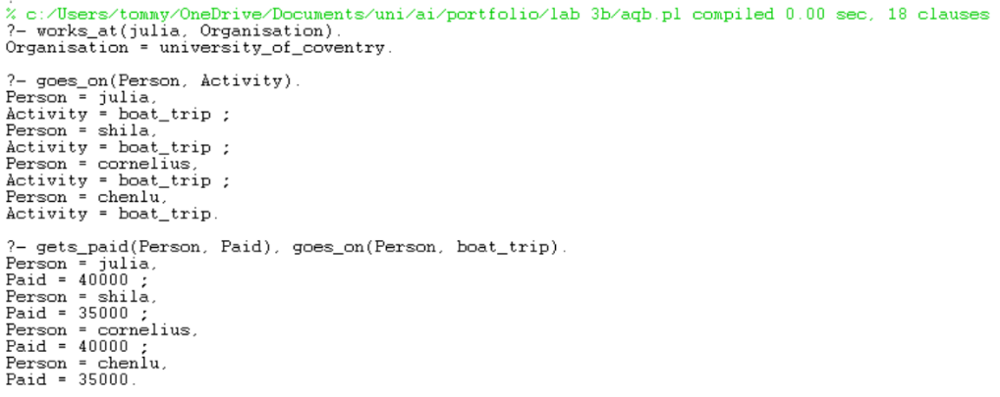 % c:/Users/tommy/OneDrive/Documents/uni/ai/portfolio/lab 3b/aqb.pl compiled 0.00 sec, 18 clauses
?- works_at(julia, Organisation).
Organisation = university_of_coventry.
?- goes_on(Person, Activity).
Person = julia,
Activity = boat_trip ;
Person = shila,
Activity = boat_trip ;
Person = cornelius,
Activity = boat_trip ;
Person = chenlu,
Activity = boat_trip.
?- gets_paid(Person, Paid), goes_on(Person, boat_trip).
Person = julia,
Paid = 40000 ;
Person = shila,
Paid = 35000 ;
Person = cornelius,
Paid = 40000 ;
Person = chenlu,
Paid = 35000.